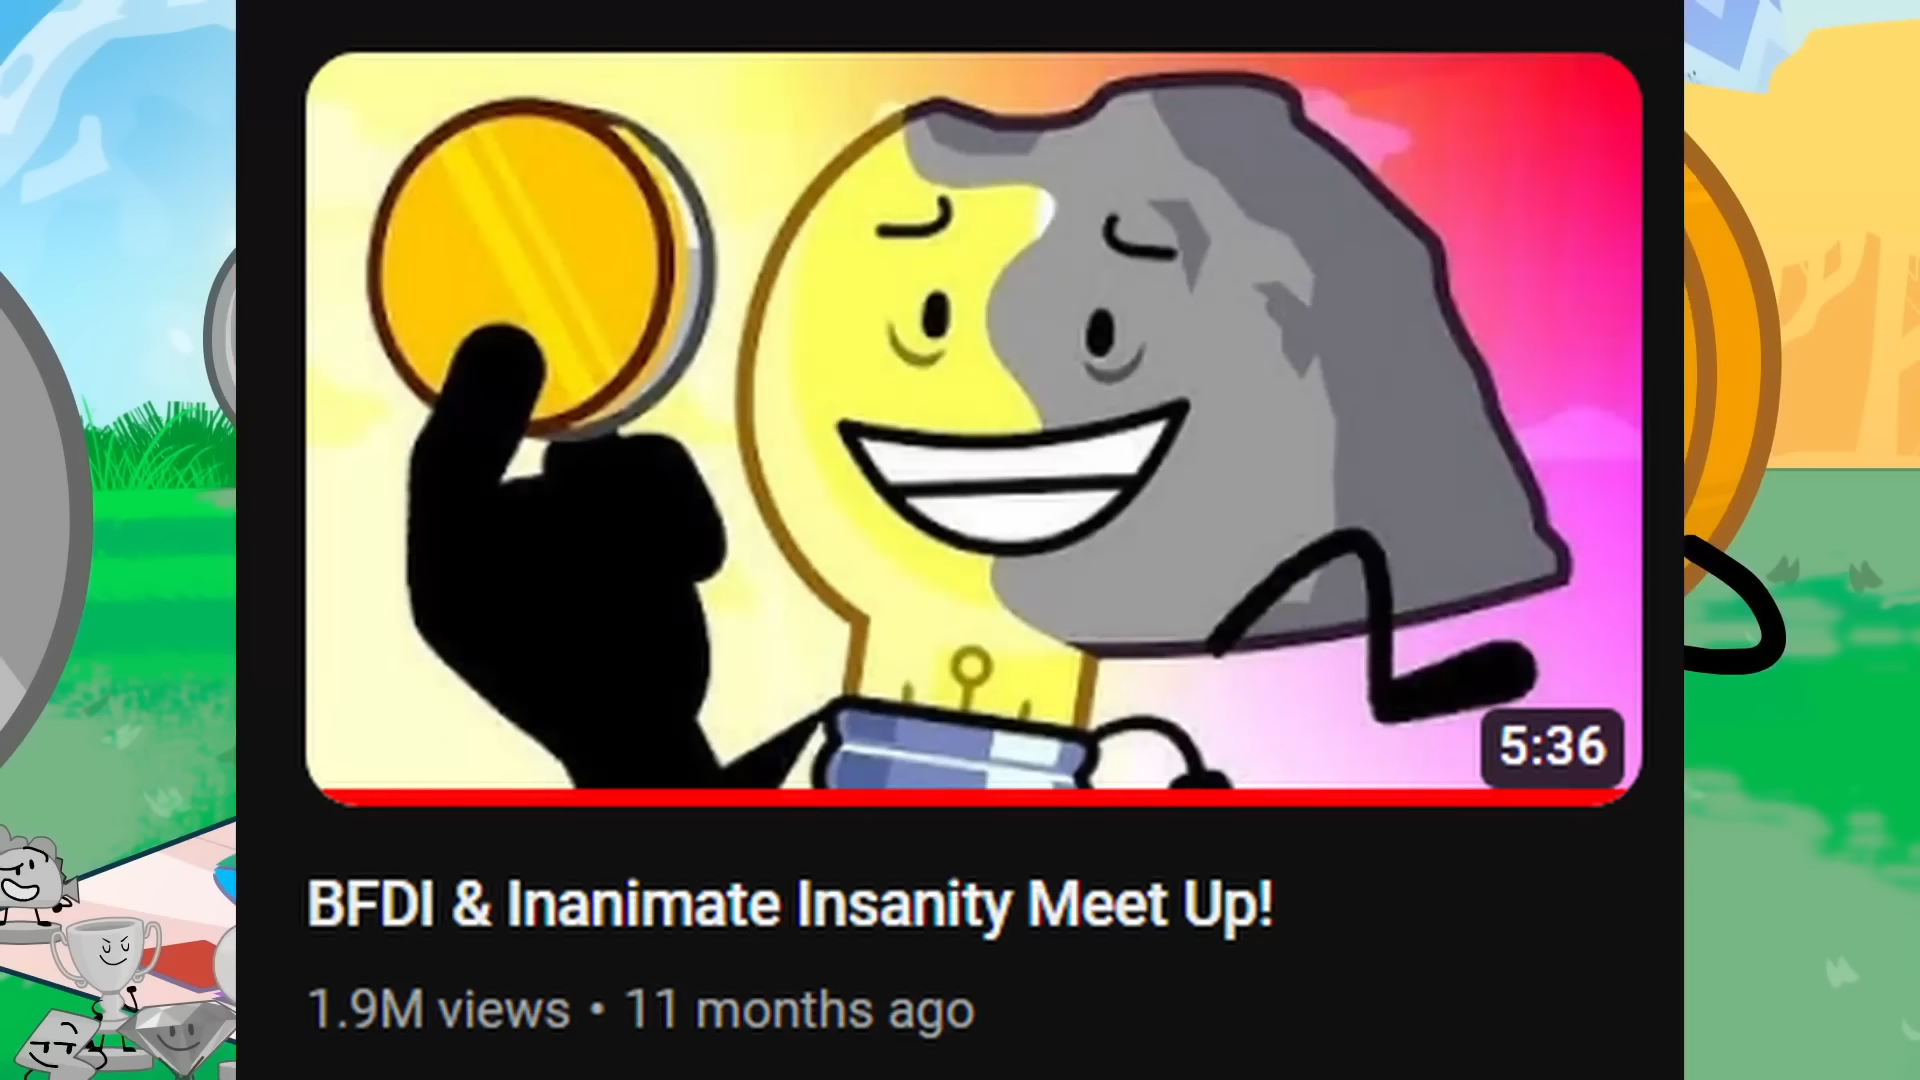 5:36
BFDI & Inanimate Insanity Meet Up!
1.9M views • 11 months ago